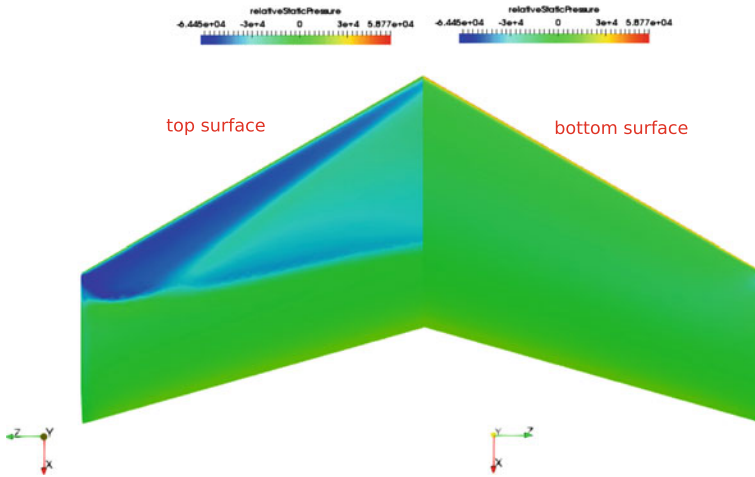 relativeStaticPressure
-6.445e+04 -3e+4 0 3e+4 5.877e+04
relativeStaticPressure
-6.445e+04 -3e+4 0 3e+4 5.877e+04
top surface
bottom surface
Z Y
X
Y Z
X